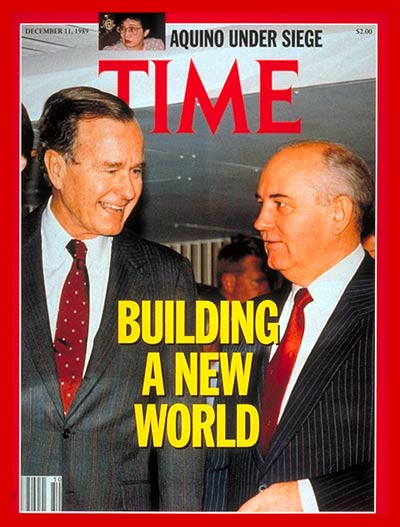 DECEMBER 11, 1989
AQUINO UNDER SIEGE
$2.00
TIME
BUILDING
A NEW
WORLD